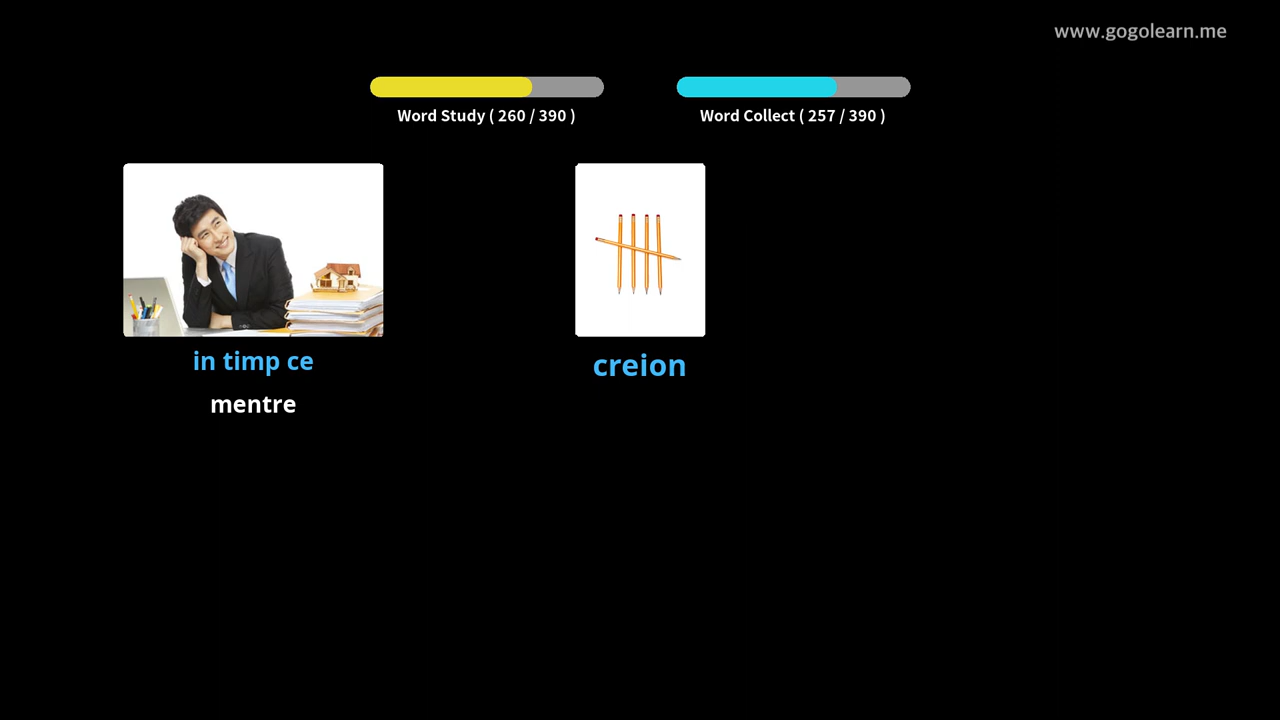 www.gogolearn.me
Word Study ( 260 / 390 )
Word Collect ( 257 / 390 )
in timp ce
mentre
creion